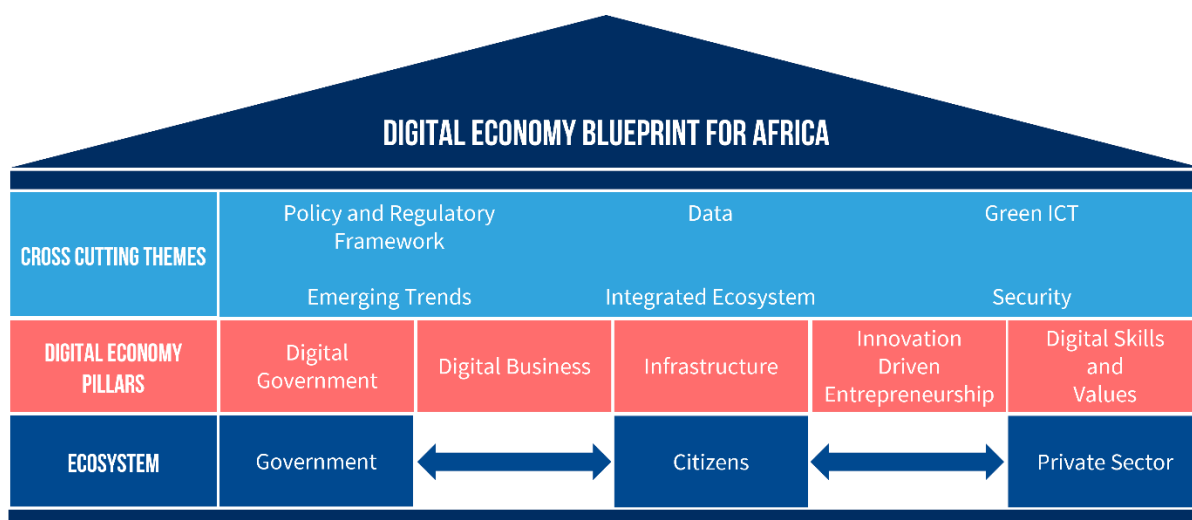 DIGITAL ECONOMY BLUEPRINT FOR AFRICA
CROSS CUTTING THEMES
Policy and Regulatory
Framework
Data
Green ICT
Emerging Trends
Integrated Ecosystem
Security
DIGITAL ECONOMY
PILLARS
Digital
Government
Digital Business
Infrastructure
Innovation
Driven
Entrepreneurship
Digital Skills
and
Values
ECOSYSTEM
Government
Citizens
Private Sector